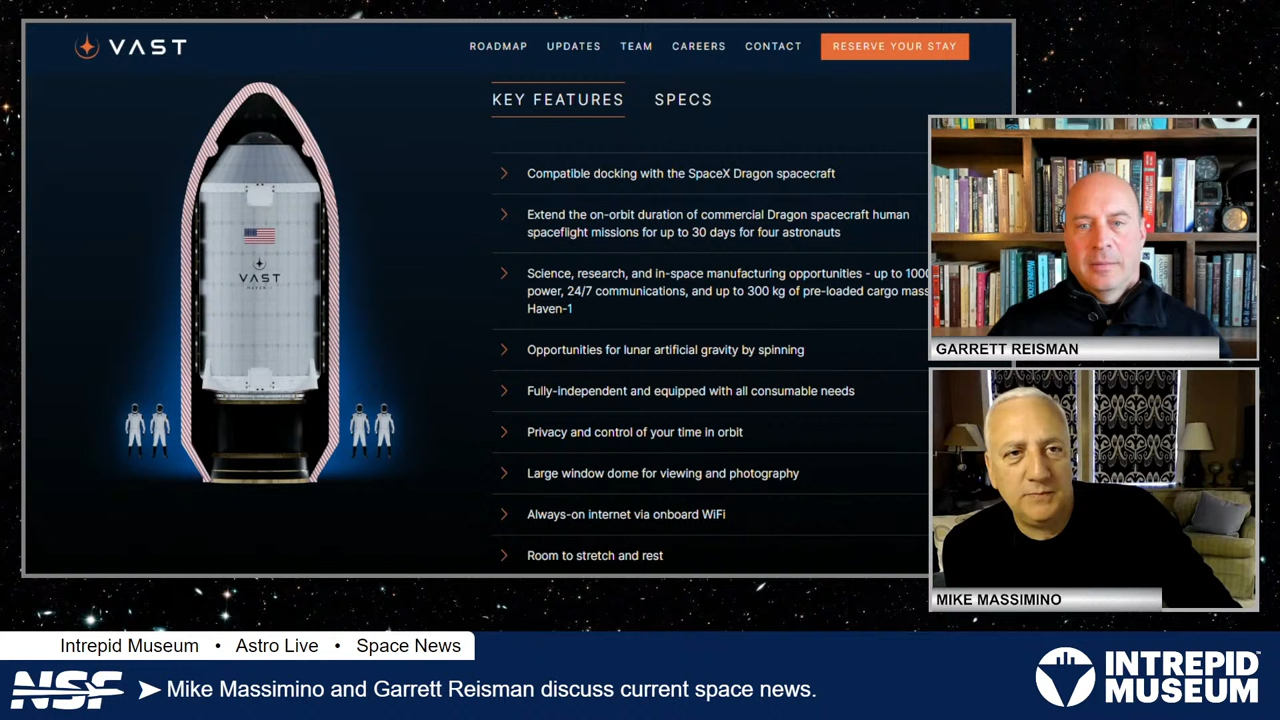 VAST
ROADMAP UPDATES TEAM CAREERS CONTACT RESERVE YOUR STAY
KEY FEATURES SPECS
Compatible docking with the SpaceX Dragon spacecraft
Extend the on-orbit duration of commercial Dragon spacecraft human
spaceflight missions for up to 30 days for four astronauts
Science, research, and in-space manufacturing opportunities - up to 1000
power, 24/7 communications, and up to 300 kg of pre-loaded cargo mass
Haven-1
Opportunities for lunar artificial gravity by spinning
Fully-independent and equipped with all consumable needs
Privacy and control of your time in orbit
Large window dome for viewing and photography
Always-on internet via onboard WiFi
Room to stretch and rest
VAST
GARRETT REISMAN
MIKE MASSIMINO
Intrepid Museum • Astro Live • Space News
NSF
Mike Massimino and Garrett Reisman discuss current space news.
INTREPID
MUSEUM